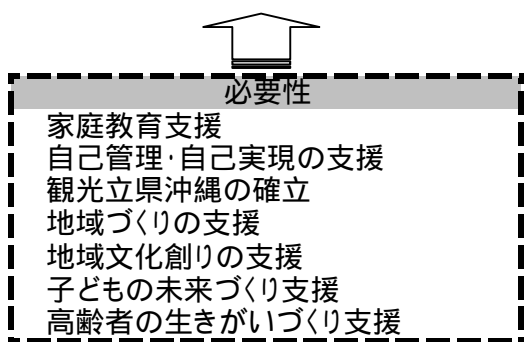 必要性
家庭教育支援
自己管理・自己実現の支援
観光立県沖縄の確立
地域づくりの支援
地域文化創りの支援
子どもの未来づくり支援
高齢者の生きがいづくり支援